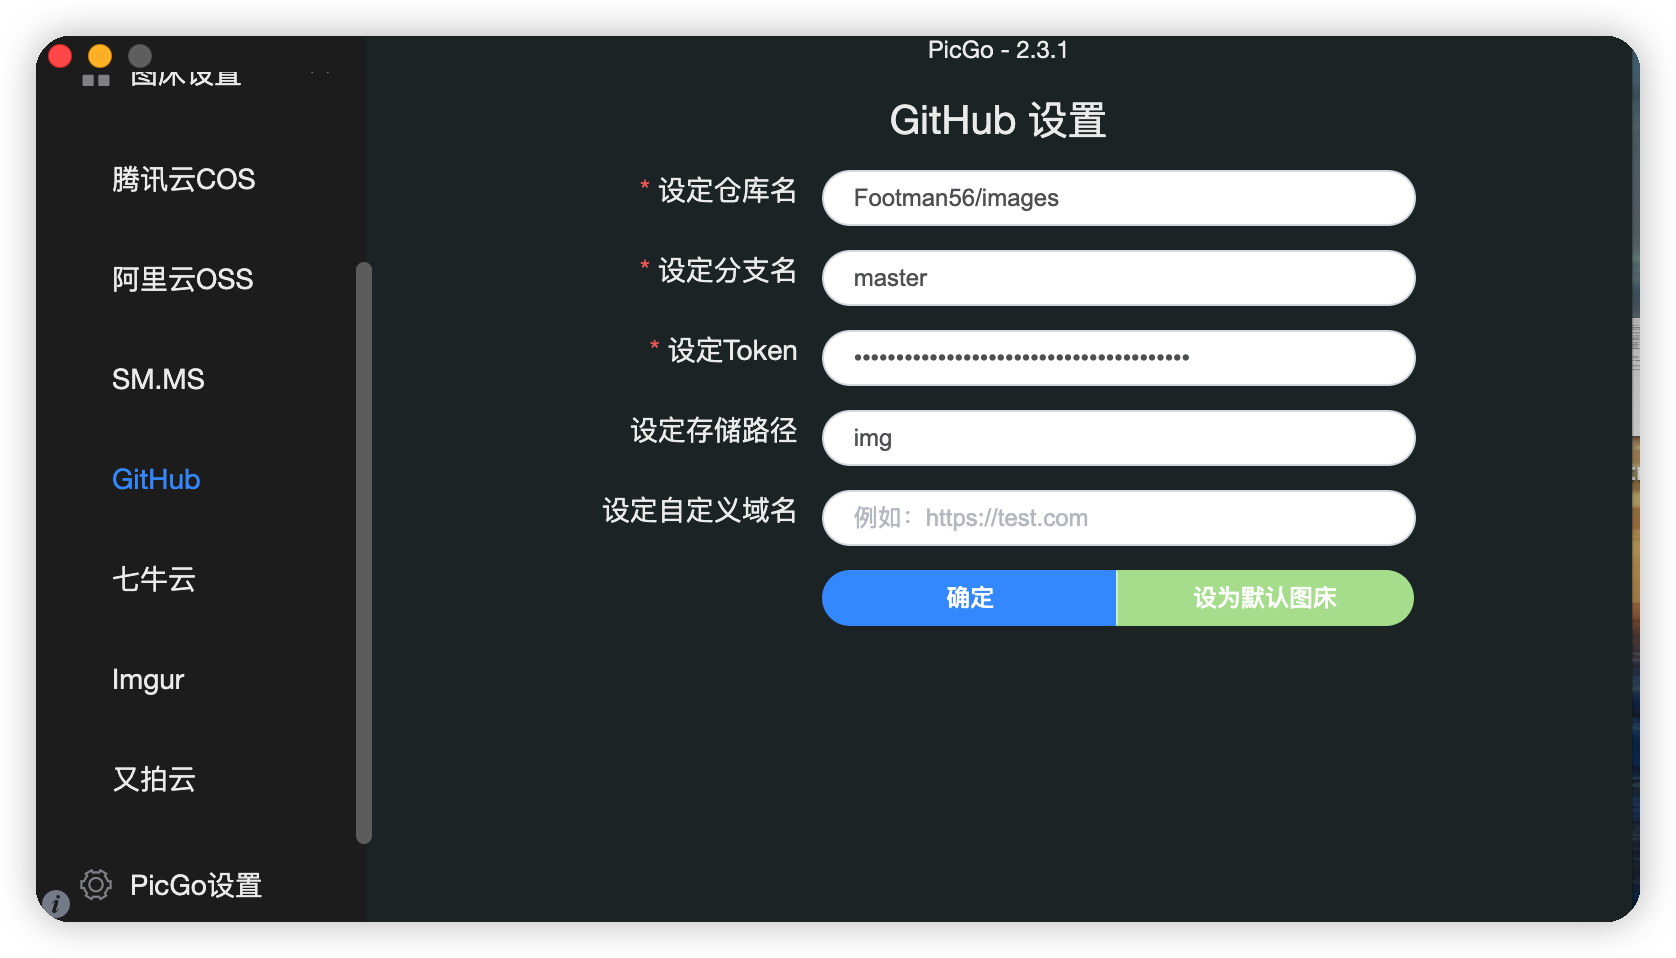 PicGo - 2.3.1
图床设置
腾讯云COS
阿里云OSS
SM.MS
GitHub
七牛云
Imgur
又拍云
PicGo设置
GitHub 设置
* 设定仓库名
Footman56/images
* 设定分支名
master
* 设定Token
••••••••••••••••••••••••••••••••••••••••
设定存储路径
img
设定自定义域名
例如：https://test.com
确定
设为默认图床